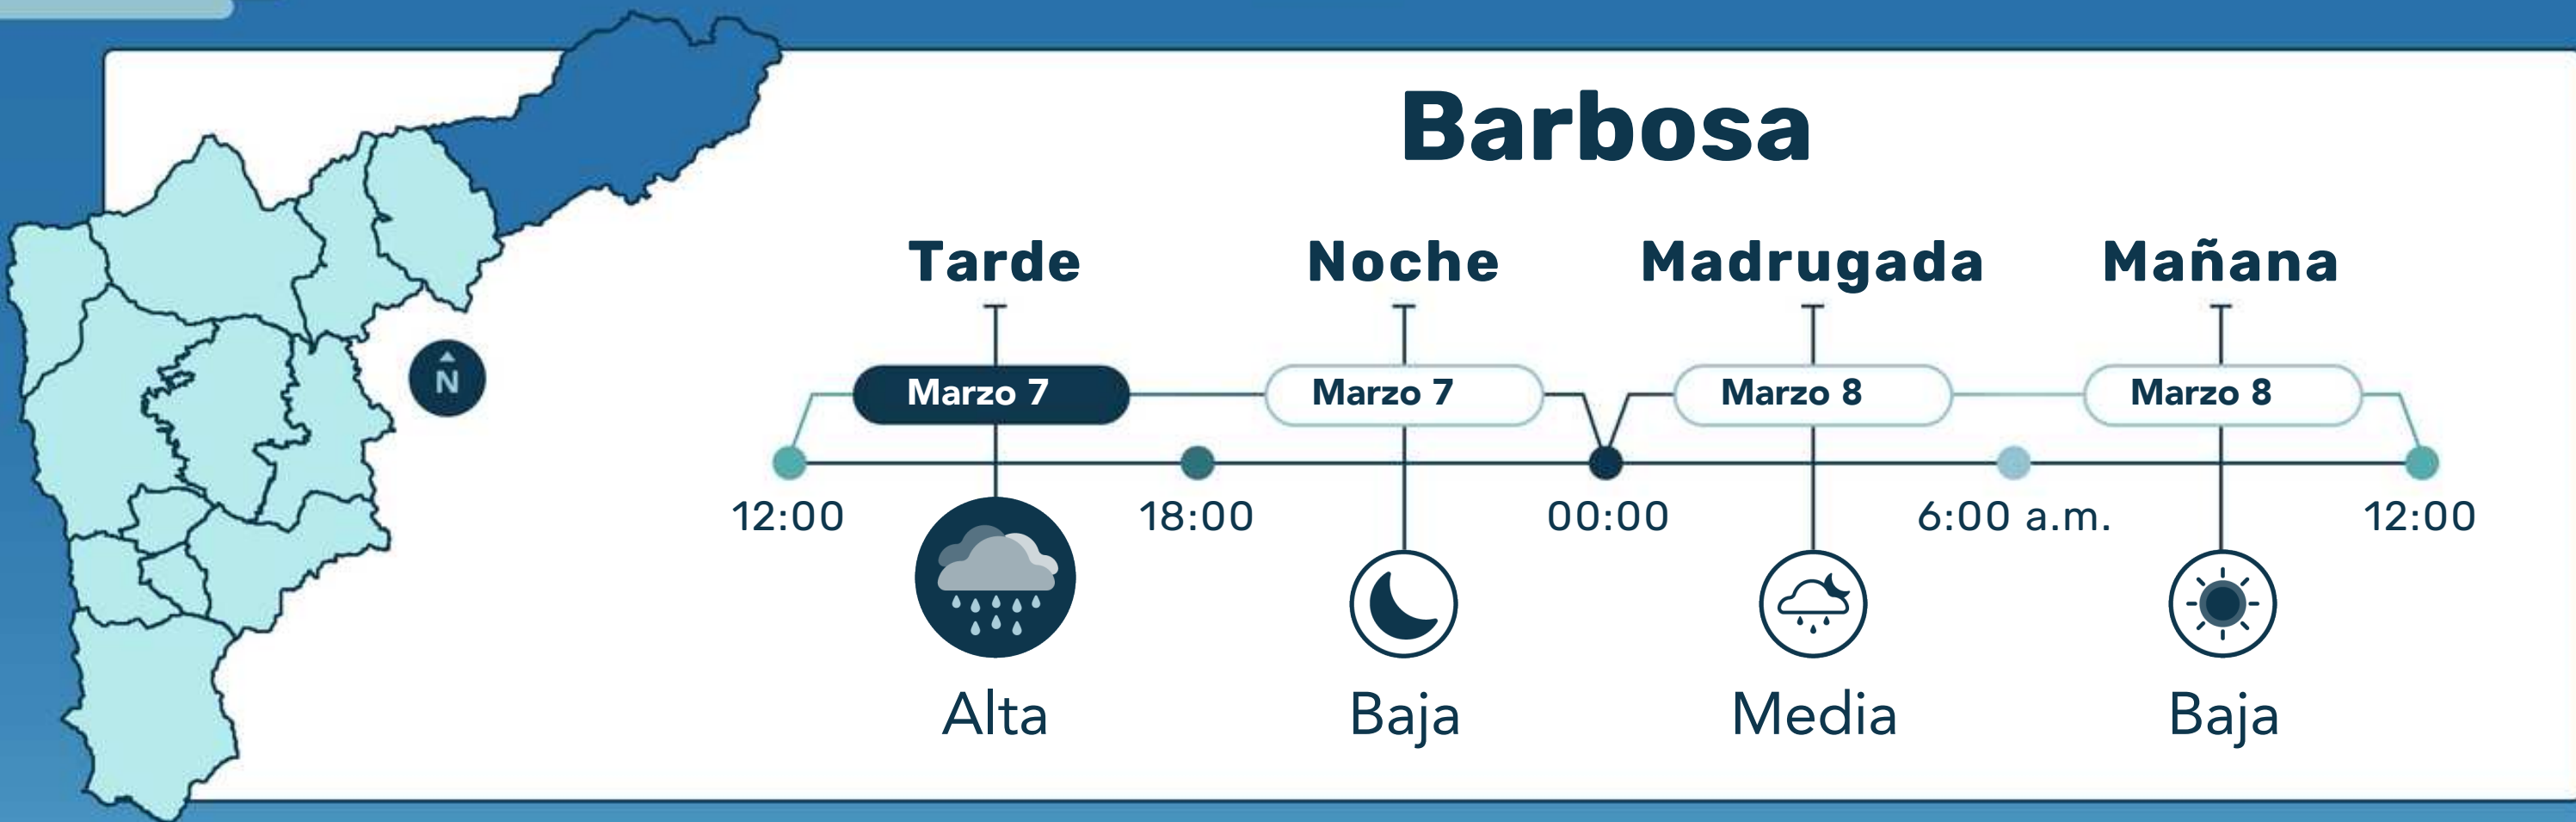 Barbosa
Tarde Noche Madrugada Mañana
N
Marzo 7 Marzo 7 Marzo 8 Marzo 8
12:00 18:00 00:00 6:00 a.m. 12:00
Alta Baja Media Baja